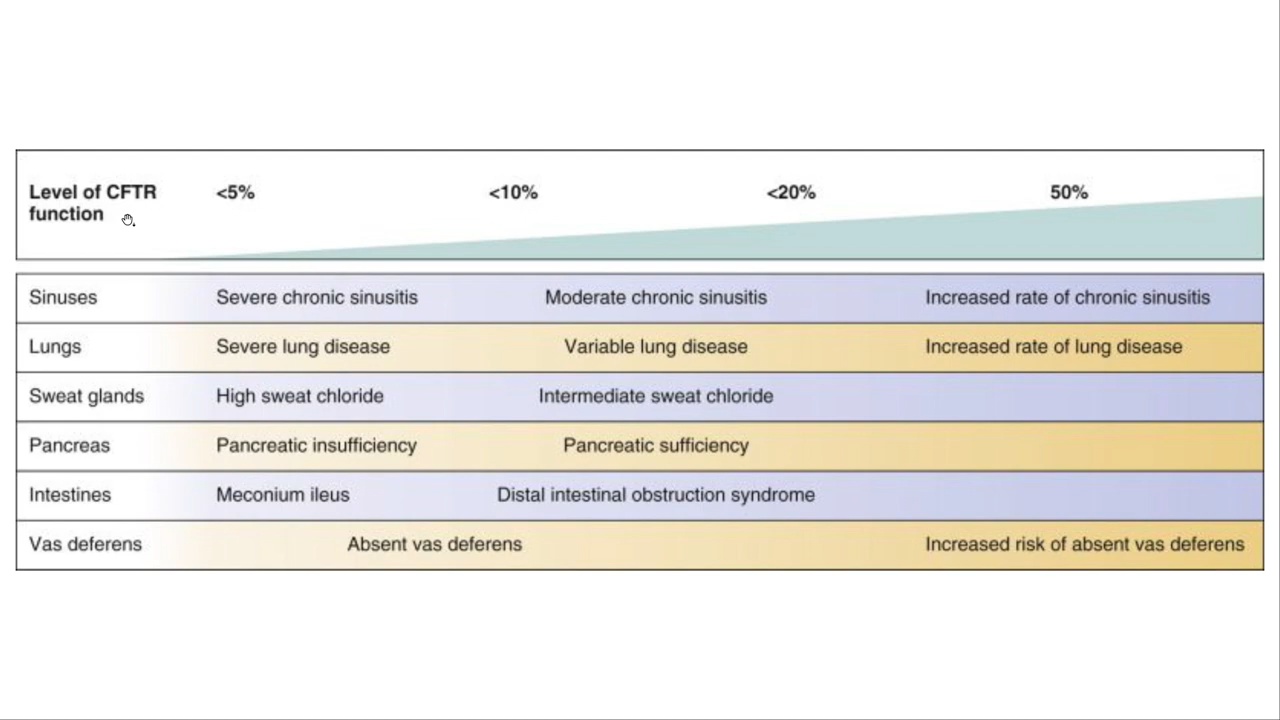 Level of CFTR function <5% <10% <20% 50%
Sinuses Severe chronic sinusitis Moderate chronic sinusitis Increased rate of chronic sinusitis
Lungs Severe lung disease Variable lung disease Increased rate of lung disease
Sweat glands High sweat chloride Intermediate sweat chloride
Pancreas Pancreatic insufficiency Pancreatic sufficiency
Intestines Meconium ileus Distal intestinal obstruction syndrome
Vas deferens Absent vas deferens Increased risk of absent vas deferens